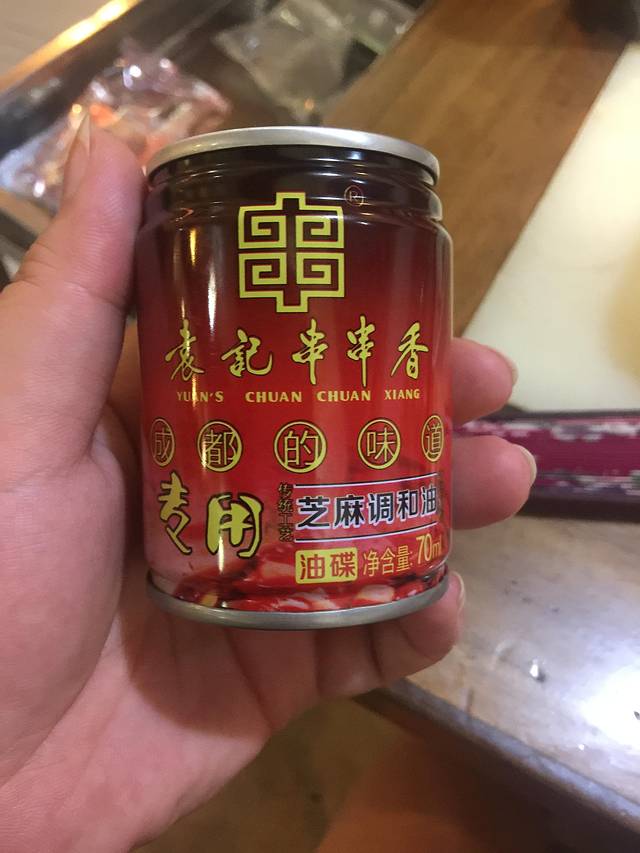 ®
袁記串串香
YUAN'S CHUAN CHUAN XIANG
成都的味道
专用
传统工艺
芝麻调和油
油碟 净含量:70ml